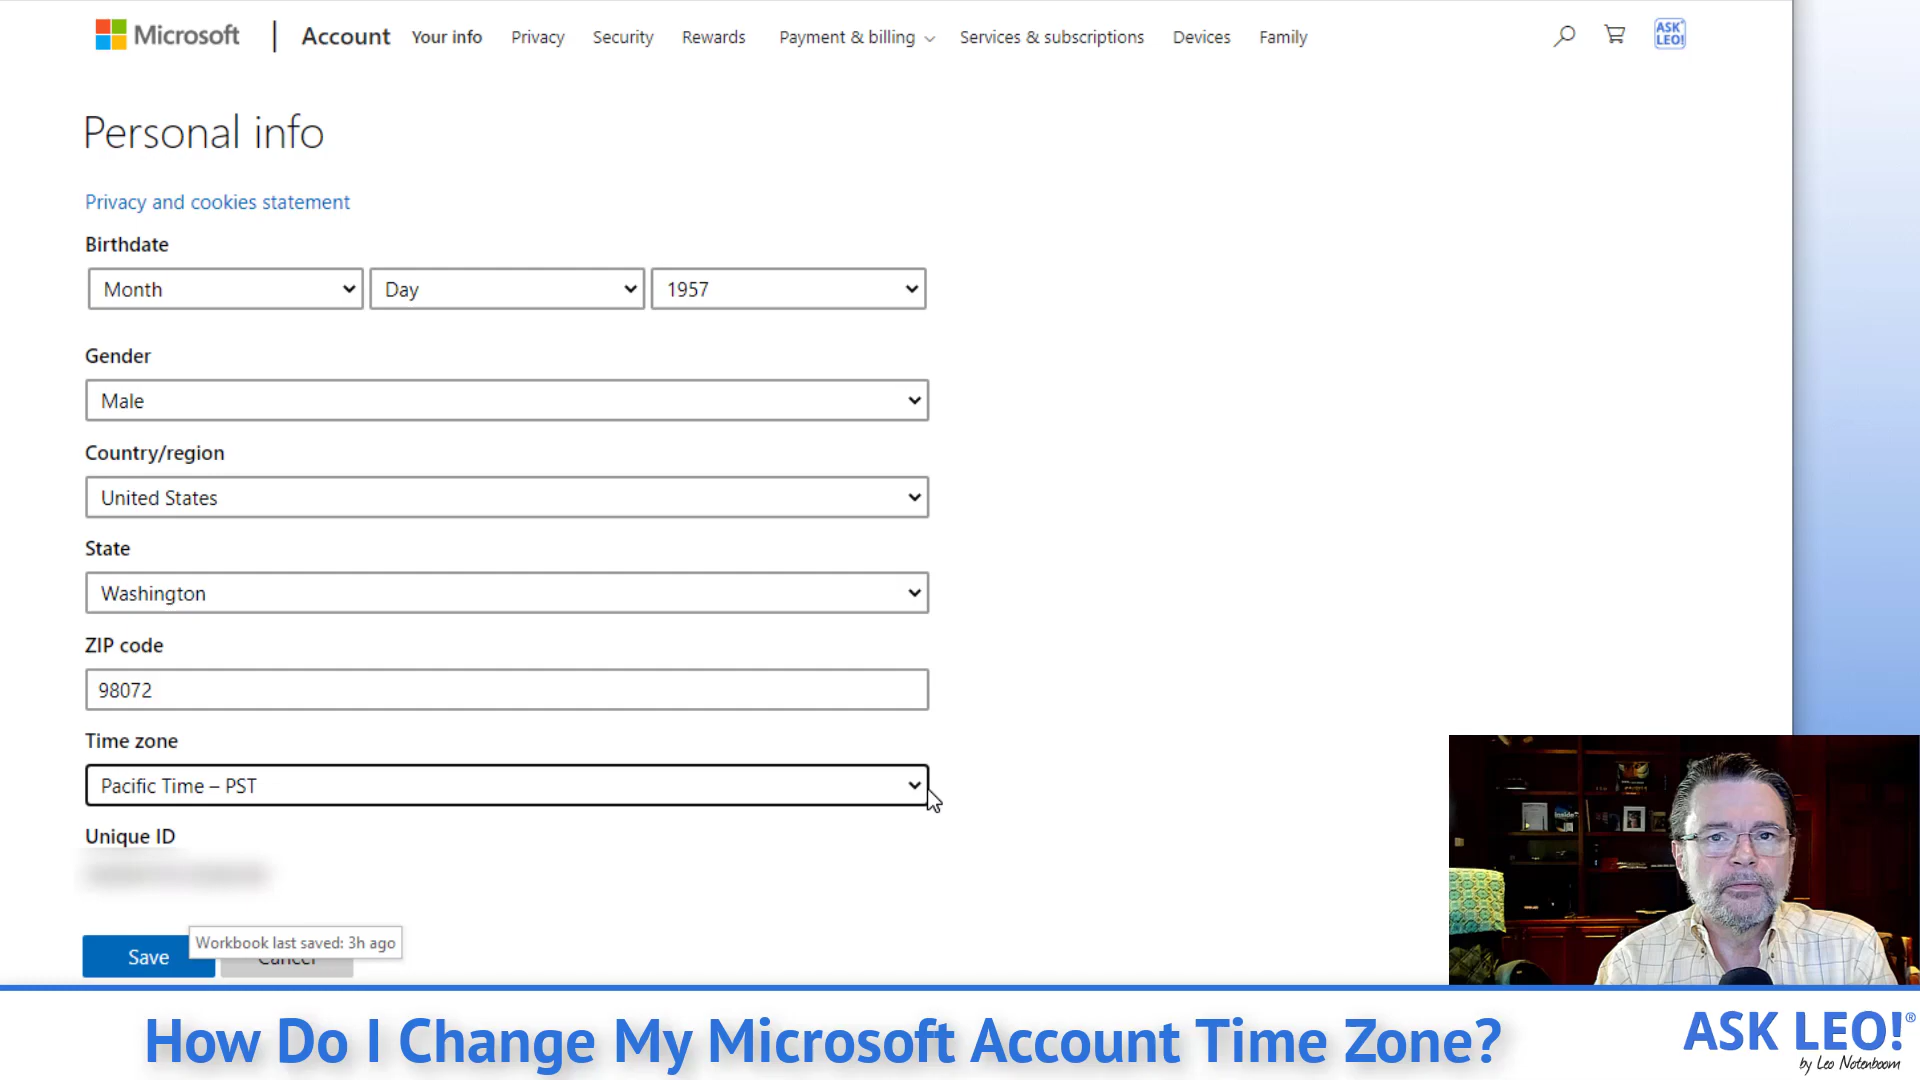 Microsoft | Account Your info Privacy Security Rewards Payment & billing Services & subscriptions Devices Family
ASK LEO!
Personal info
Privacy and cookies statement
Birthdate
Month Day 1957
Gender
Male
Country/region
United States
State
Washington
ZIP code
98072
Time zone
Pacific Time – PST
Unique ID
Workbook last saved: 3h ago
Save Cancel
How Do I Change My Microsoft Account Time Zone?
ASK LEO!®
by Leo Notenboom